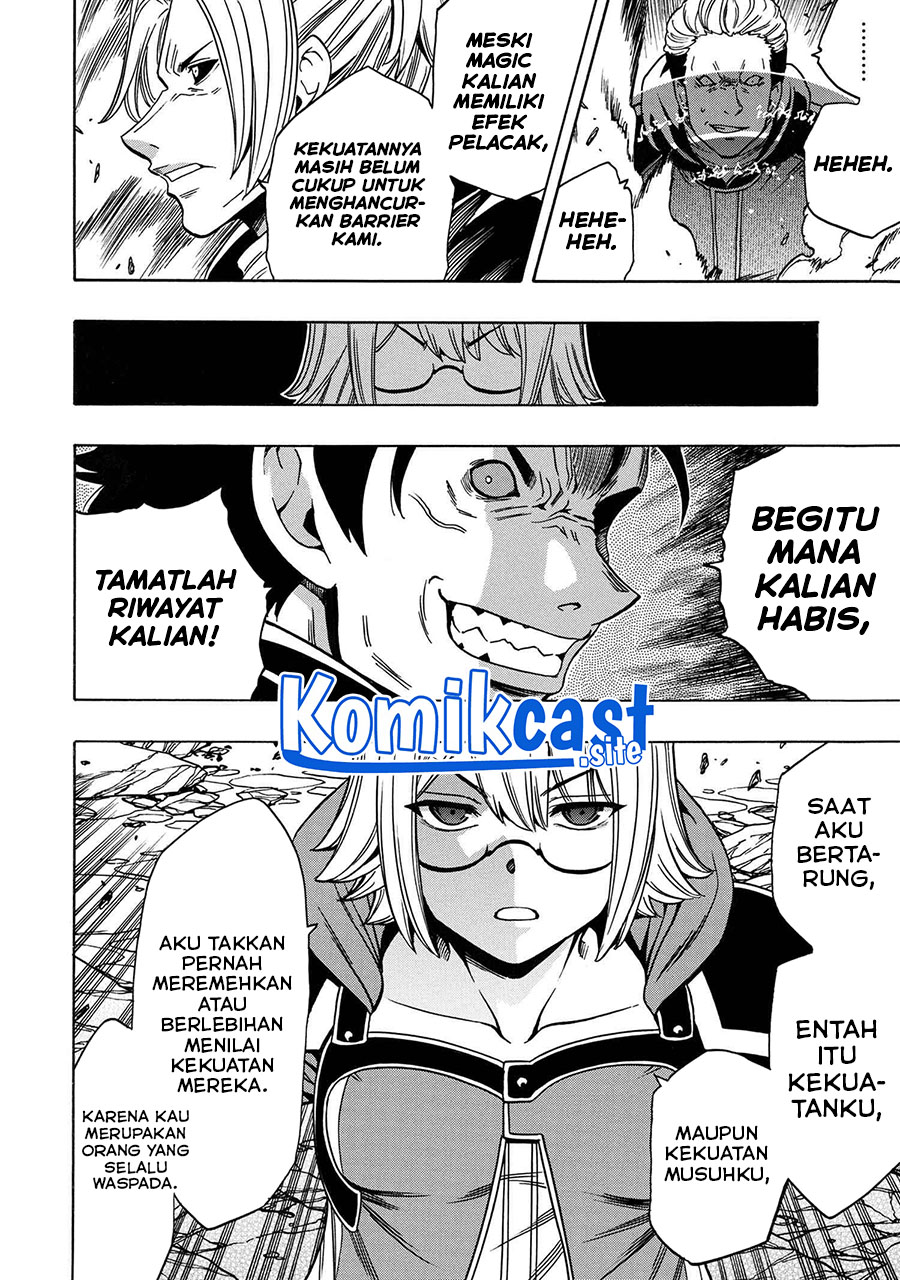 .........
HEHEH.
HEHE-
HEH.
MESKI
MAGIC
KALIAN
MEMILIKI
EFEK
PELACAK,
KEKUATANNYA
MASIH BELUM
CUKUP UNTUK
MENGHANCUR-
KAN BARRIER
KAMI.
BEGITU
MANA
KALIAN
HABIS,
TAMATLAH
RIWAYAT
KALIAN!
Komikcast
.site
SAAT
AKU
BERTA-
RUNG,
ENTAH
ITU
KEKUA-
TANKU,
MAUPUN
KEKUATAN
MUSUHKU,
AKU TAKKAN
PERNAH
MEREMEHKAN
ATAU
BERLEBIHAN
MENILAI
KEKUATAN
MEREKA.
KARENA KAU
MERUPAKAN
ORANG YANG
SELALU
WASPADA.